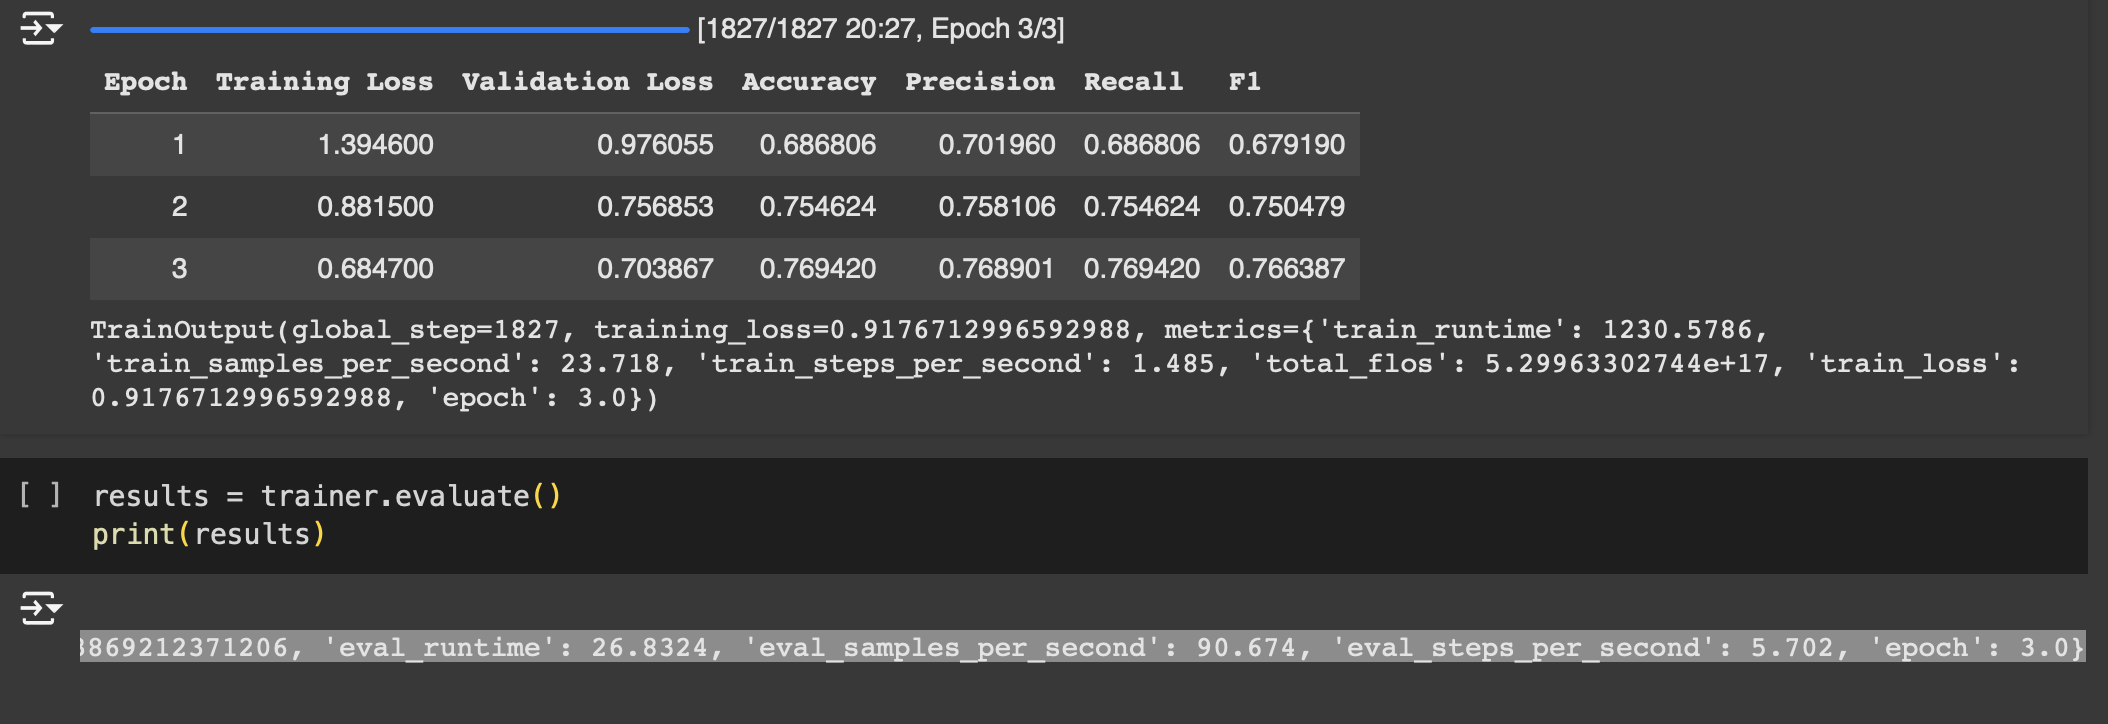 [1827/1827 20:27, Epoch 3/3]
Epoch Training Loss Validation Loss Accuracy Precision Recall F1
1 1.394600 0.976055 0.686806 0.701960 0.686806 0.679190
2 0.881500 0.756853 0.754624 0.758106 0.754624 0.750479
3 0.684700 0.703867 0.769420 0.768901 0.769420 0.766387
TrainOutput(global_step=1827, training_loss=0.9176712996592988, metrics={'train_runtime': 1230.5786,
'train_samples_per_second': 23.718, 'train_steps_per_second': 1.485, 'total_flos': 5.29963302744e+17, 'train_loss':
0.9176712996592988, 'epoch': 3.0})
[ ] results = trainer.evaluate()
print(results)
8869212371206, 'eval_runtime': 26.8324, 'eval_samples_per_second': 90.674, 'eval_steps_per_second': 5.702, 'epoch': 3.0}